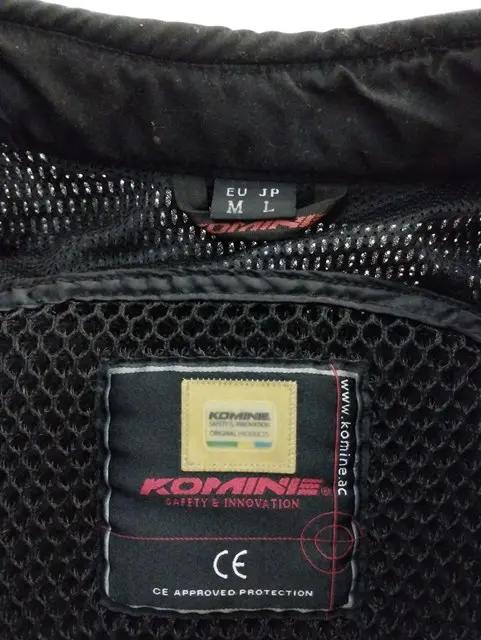 EU JP
M L
KOMINE
KOMINE
SAFETY & INNOVATION
ORIGINAL PRODUCTS
www.komine.ac
KOMINE®
SAFETY & INNOVATION
CE
CE APPROVED PROTECTION